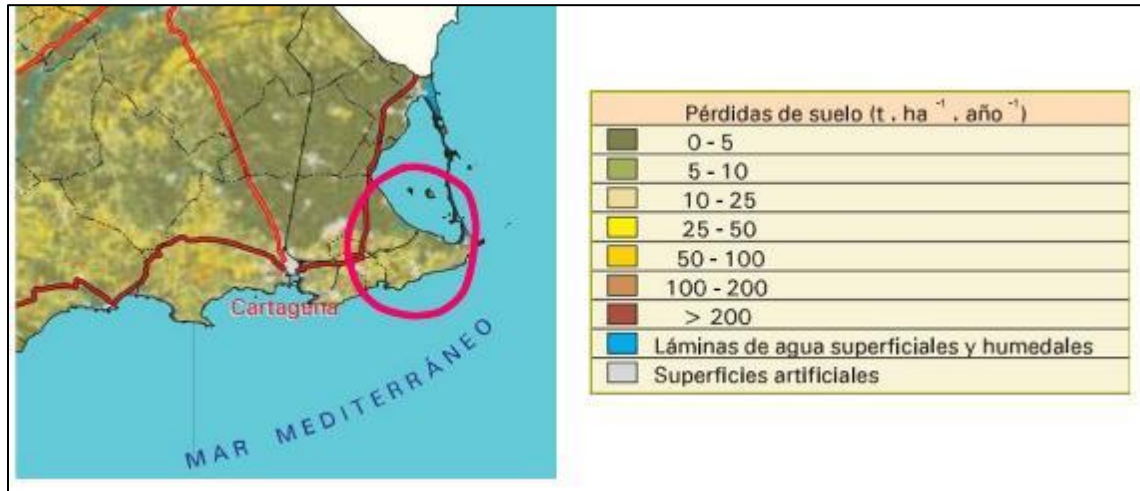 Cartagena
MAR MEDITERRÁNEO
Pérdidas de suelo (t . ha ⁻¹ . año ⁻¹)
0 - 5
5 - 10
10 - 25
25 - 50
50 - 100
100 - 200
> 200
Láminas de agua superficiales y humedales
Superficies artificiales